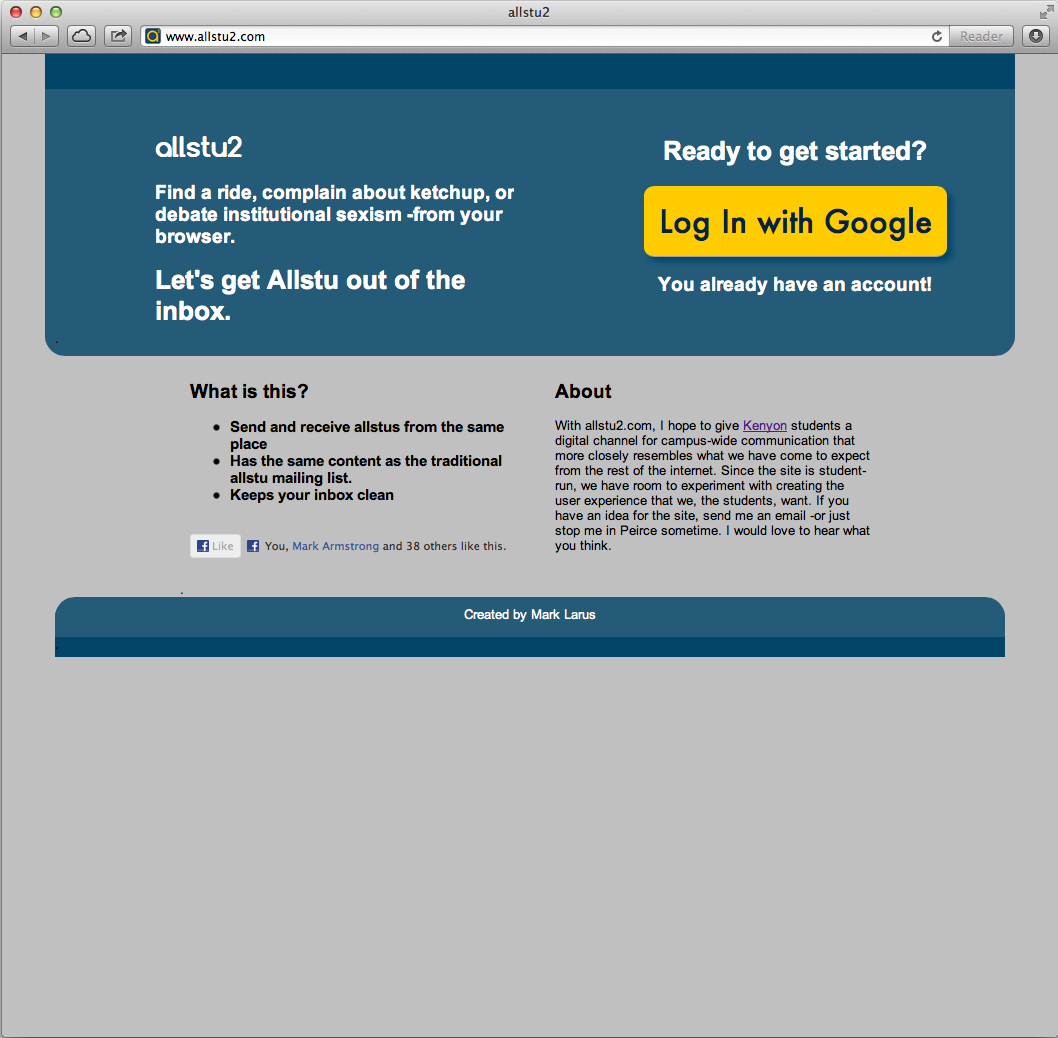 allstu2
www.allstu2.com
Reader
allstu2
Find a ride, complain about ketchup, or
debate institutional sexism -from your
browser.
Let's get Allstu out of the
inbox.
.
Ready to get started?
Log In with Google
You already have an account!
What is this?
• Send and receive allstus from the same
place
• Has the same content as the traditional
allstu mailing list.
• Keeps your inbox clean
Like
You, Mark Armstrong and 38 others like this.
.
About
With allstu2.com, I hope to give Kenyon students a
digital channel for campus-wide communication that
more closely resembles what we have come to expect
from the rest of the internet. Since the site is student-
run, we have room to experiment with creating the
user experience that we, the students, want. If you
have an idea for the site, send me an email -or just
stop me in Peirce sometime. I would love to hear what
you think.
Created by Mark Larus
.